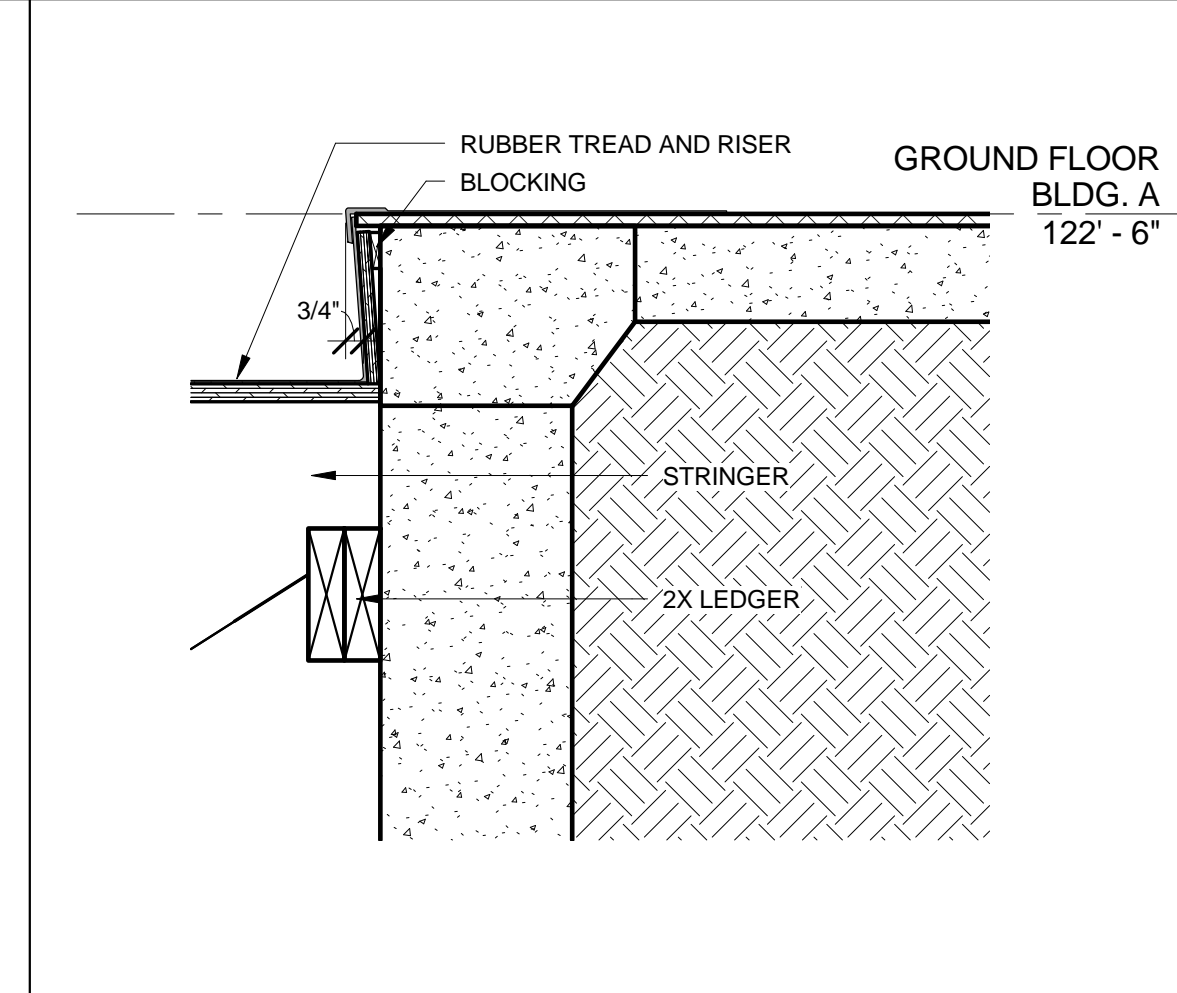 RUBBER TREAD AND RISER
BLOCKING
GROUND FLOOR
BLDG. A
122' - 6"
3/4"
STRINGER
2X LEDGER